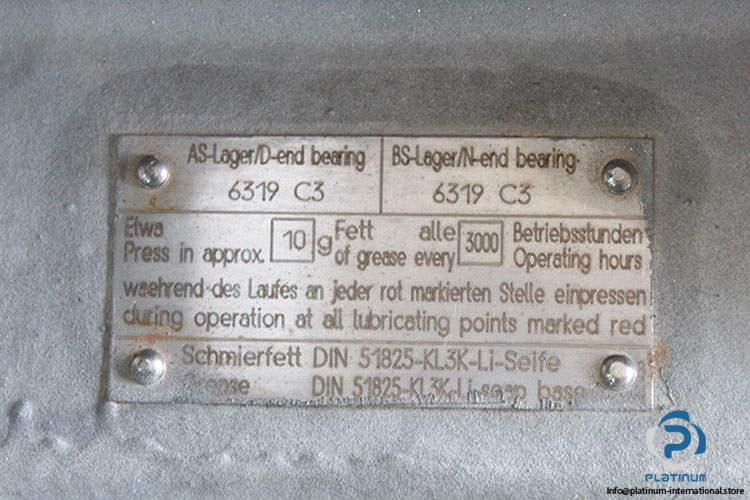 AS-Lager/D-end bearing
6319 C3
BS-Lager/N-end bearing
6319 C3
Etwa 10 g Fett alle 3000 Betriebsstunden
Press in approx. of grease every Operating hours
waehrend des Laufes an jeder rot markierten Stelle einpressen
during operation at all lubricating points marked red
Schmierfett DIN 51825-KL3K-Li-Seife
DIN 51825-KL3K-Li-soap base
PLATINUM
Info@platinum-international.store